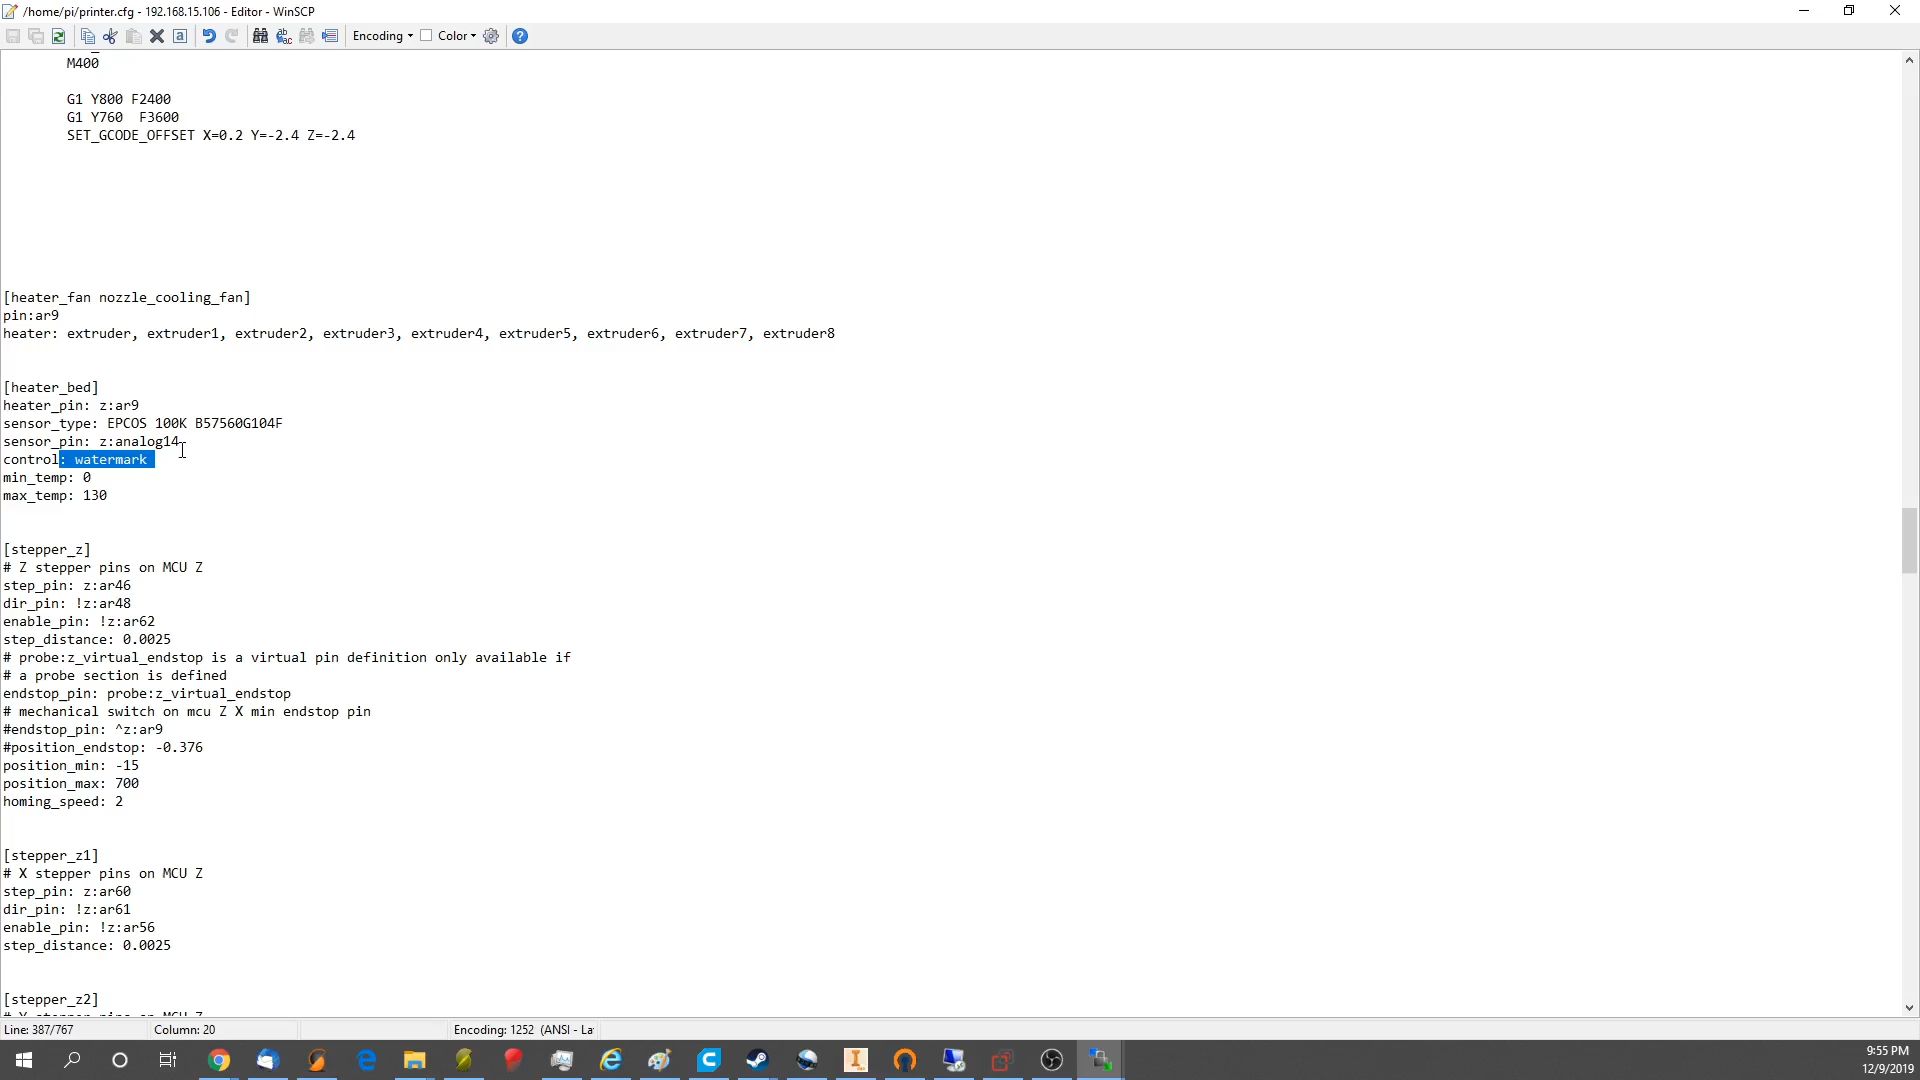 /home/pi/printer.cfg - 192.168.15.106 - Editor - WinSCP
Encoding Color
M400
G1 Y800 F2400
G1 Y760  F3600
SET_GCODE_OFFSET X=0.2 Y=-2.4 Z=-2.4
[heater_fan nozzle_cooling_fan]
pin:ar9
heater: extruder, extruder1, extruder2, extruder3, extruder4, extruder5, extruder6, extruder7, extruder8
[heater_bed]
heater_pin: z:ar9
sensor_type: EPCOS 100K B57560G104F
sensor_pin: z:analog14
control: watermark
min_temp: 0
max_temp: 130
[stepper_z]
# Z stepper pins on MCU Z
step_pin: z:ar46
dir_pin: !z:ar48
enable_pin: !z:ar62
step_distance: 0.0025
# probe:z_virtual_endstop is a virtual pin definition only available if
# a probe section is defined
endstop_pin: probe:z_virtual_endstop
# mechanical switch on mcu Z X min endstop pin
#endstop_pin: ^z:ar9
#position_endstop: -0.376
position_min: -15
position_max: 700
homing_speed: 2
[stepper_z1]
# X stepper pins on MCU Z
step_pin: z:ar60
dir_pin: !z:ar61
enable_pin: !z:ar56
step_distance: 0.0025
[stepper_z2]
# Y stepper pins on MCU Z
Line: 387/767 Column: 20 Encoding: 1252  (ANSI - La
9:55 PM
12/9/2019